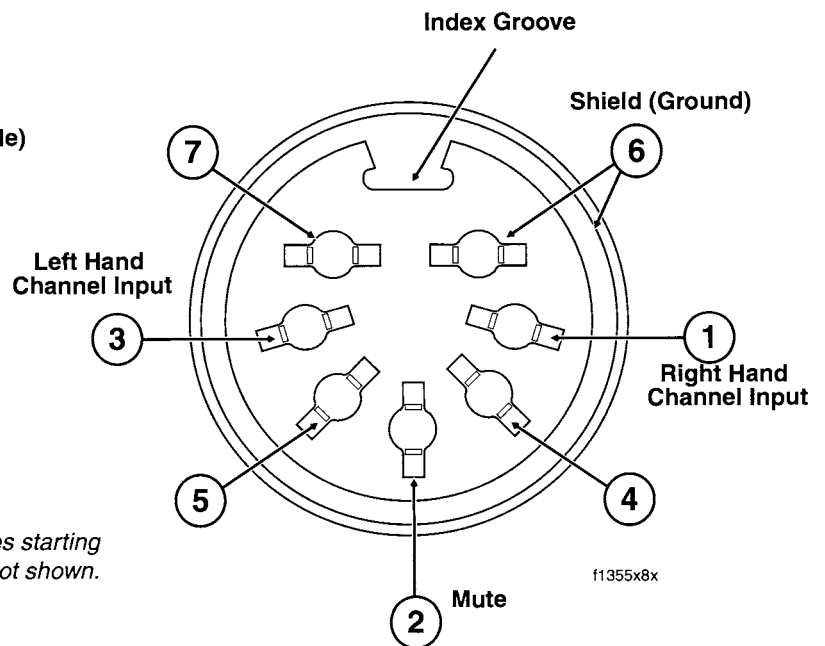 Index Groove
Shield (Ground)
le)
7
6
Left Hand
Channel Input
3
1
Right Hand
Channel Input
5
4
es starting
ot shown.
f1355x8x
2
Mute